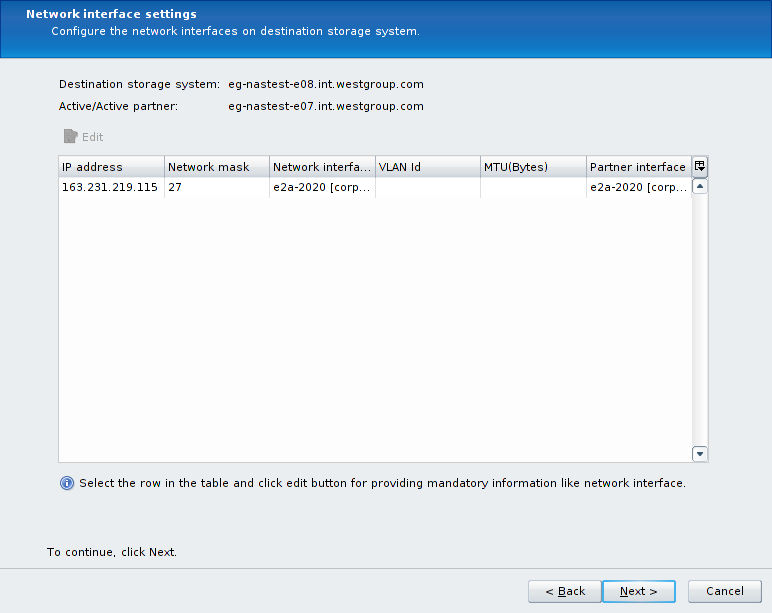 Network interface settings
Configure the network interfaces on destination storage system.
Destination storage system: eg-nastest-e08.int.westgroup.com
Active/Active partner: eg-nastest-e07.int.westgroup.com
Edit
IP address Network mask Network interfa... VLAN Id MTU(Bytes) Partner interface
163.231.219.115 27 e2a-2020 [corp... e2a-2020 [corp...
Select the row in the table and click edit button for providing mandatory information like network interface.
To continue, click Next.
< Back Next > Cancel